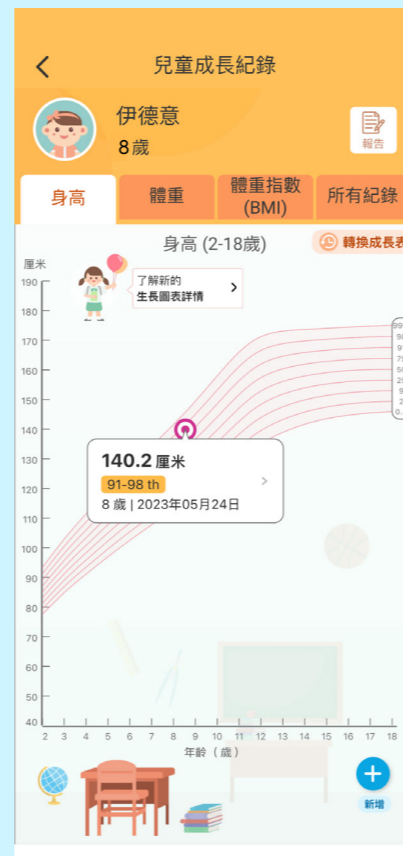 兒童成長紀錄
伊德意
8歲
報告
身高
體重
體重指數
(BMI)
所有紀錄
身高 (2-18歲)
轉換成長表
厘米
了解新的
生長圖表詳情
190
180
170
160
150
140
130
120
110
100
90
80
70
60
50
40
140.2 厘米
91-98 th
8 歲 | 2023年05月24日
2 3 4 5 6 7 8 9 10 11 12 13 14 15 16 17 18
年齡（歲）
新增